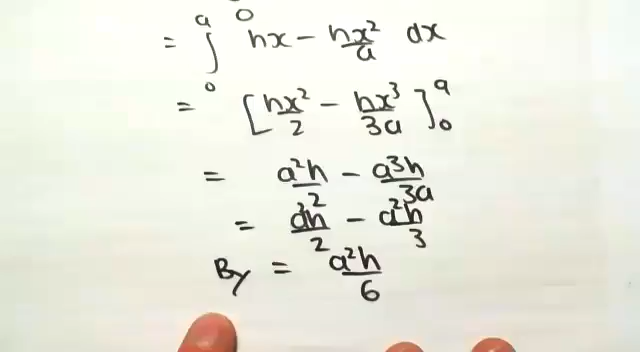 0
= ∫₀ᵃ hx - hx²/a dx
= [hx²/2 - hx³/3a]₀ᵃ
= a²h/2 - a³h/3a
= a²h/2 - a²h/3
By = a²h/6